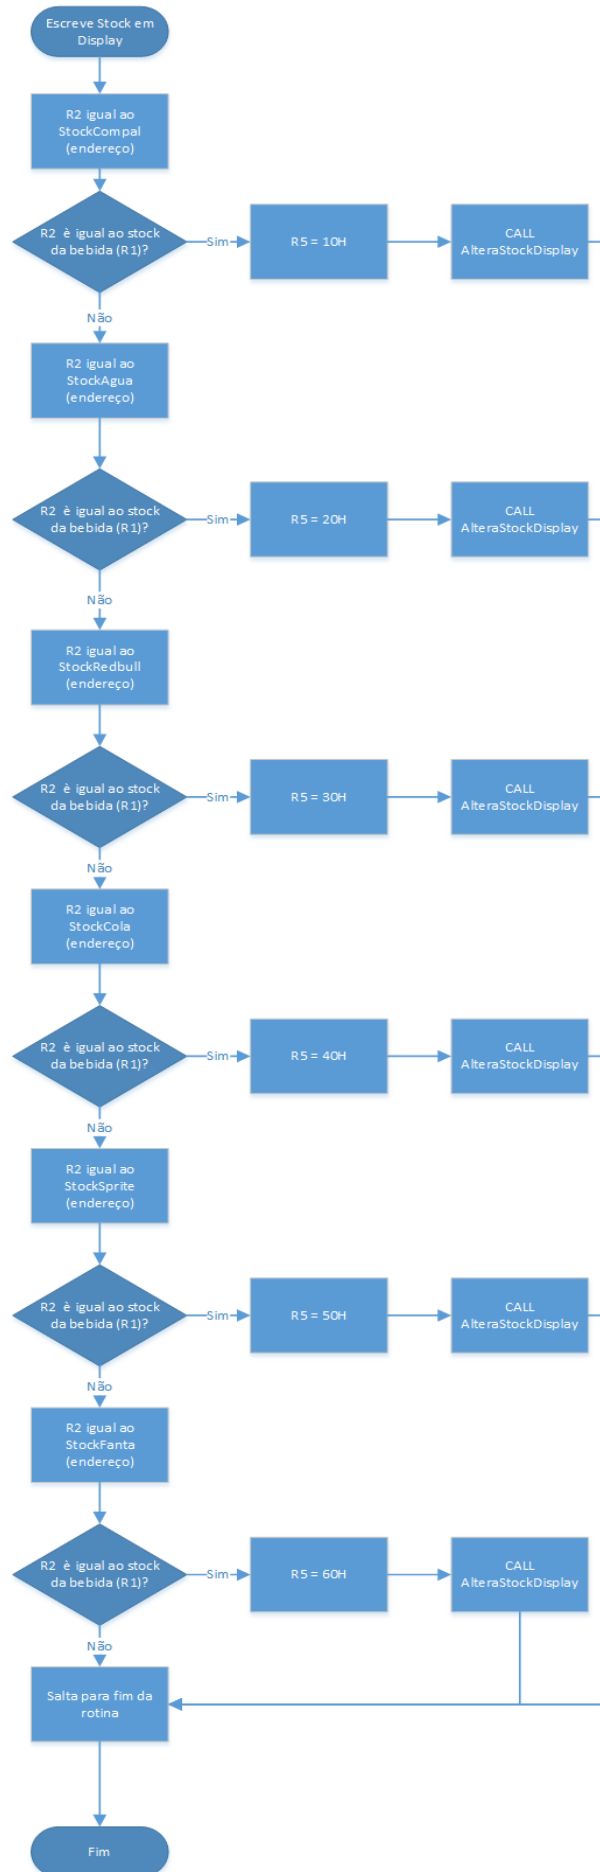 Escreve Stock em
Display
R2 igual ao
StockCompal
(endereço)
R2 è igual ao stock
da bebida (R1)?
Sim
R5 = 10H
CALL
AlteraStockDisplay
Não
R2 igual ao
StockAgua
(endereço)
R2 è igual ao stock
da bebida (R1)?
Sim
R5 = 20H
CALL
AlteraStockDisplay
Não
R2 igual ao
StockRedbull
(endereço)
R2 è igual ao stock
da bebida (R1)?
Sim
R5 = 30H
CALL
AlteraStockDisplay
Não
R2 igual ao
StockCola
(endereço)
R2 è igual ao stock
da bebida (R1)?
Sim
R5 = 40H
CALL
AlteraStockDisplay
Não
R2 igual ao
StockSprite
(endereço)
R2 è igual ao stock
da bebida (R1)?
Sim
R5 = 50H
CALL
AlteraStockDisplay
Não
R2 igual ao
StockFanta
(endereço)
R2 è igual ao stock
da bebida (R1)?
Sim
R5 = 60H
CALL
AlteraStockDisplay
Não
Salta para fim da
rotina
Fim